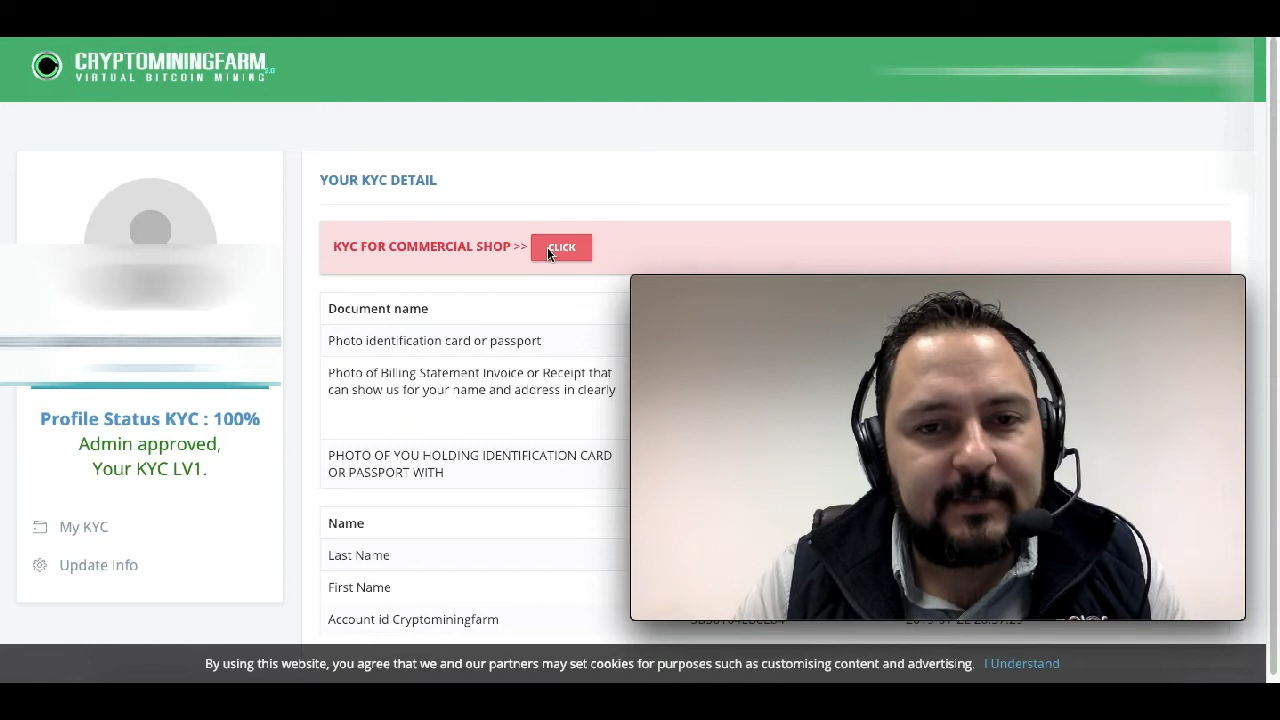 CRYPTOMININGFARM
VIRTUAL BITCOIN MINING 2.0
YOUR KYC DETAIL
KYC FOR COMMERCIAL SHOP >> CLICK
Document name
Photo identification card or passport
Photo of Billing Statement Invoice or Receipt that
can show us for your name and address in clearly
PHOTO OF YOU HOLDING IDENTIFICATION CARD
OR PASSPORT WITH
Profile Status KYC : 100%
Admin approved,
Your KYC LV1.
My KYC
Update Info
Name
Last Name
First Name
Account id Cryptominingfarm
By using this website, you agree that we and our partners may set cookies for purposes such as customising content and advertising. I Understand